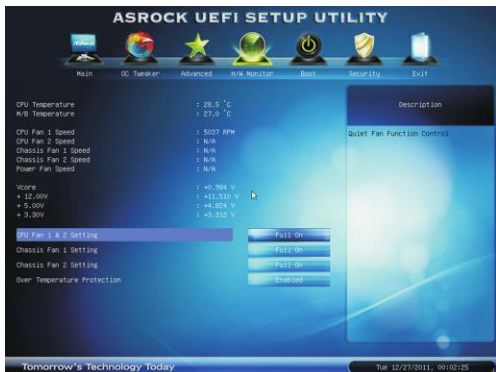 ASROCK UEFI SETUP UTILITY
Main OC Tweaker Advanced H/W Monitor Boot Security Exit
CPU Temperature : 28.5 °C
M/B Temperature : 27.0 °C
CPU Fan 1 Speed : 5037 RPM
CPU Fan 2 Speed : N/A
Chassis Fan 1 Speed : N/A
Chassis Fan 2 Speed : N/A
Power Fan Speed : N/A
Vcore : +0.984 V
+ 12.00V : +11.510 V
+ 5.00V : +4.824 V
+ 3.30V : +3.312 V
CPU Fan 1 & 2 Setting Full On
Chassis Fan 1 Setting Full On
Chassis Fan 2 Setting Full On
Over Temperature Protection Enabled
Description
Quiet Fan Function Control
Tomorrow's Technology Today
Tue 12/27/2011, 00:02:25